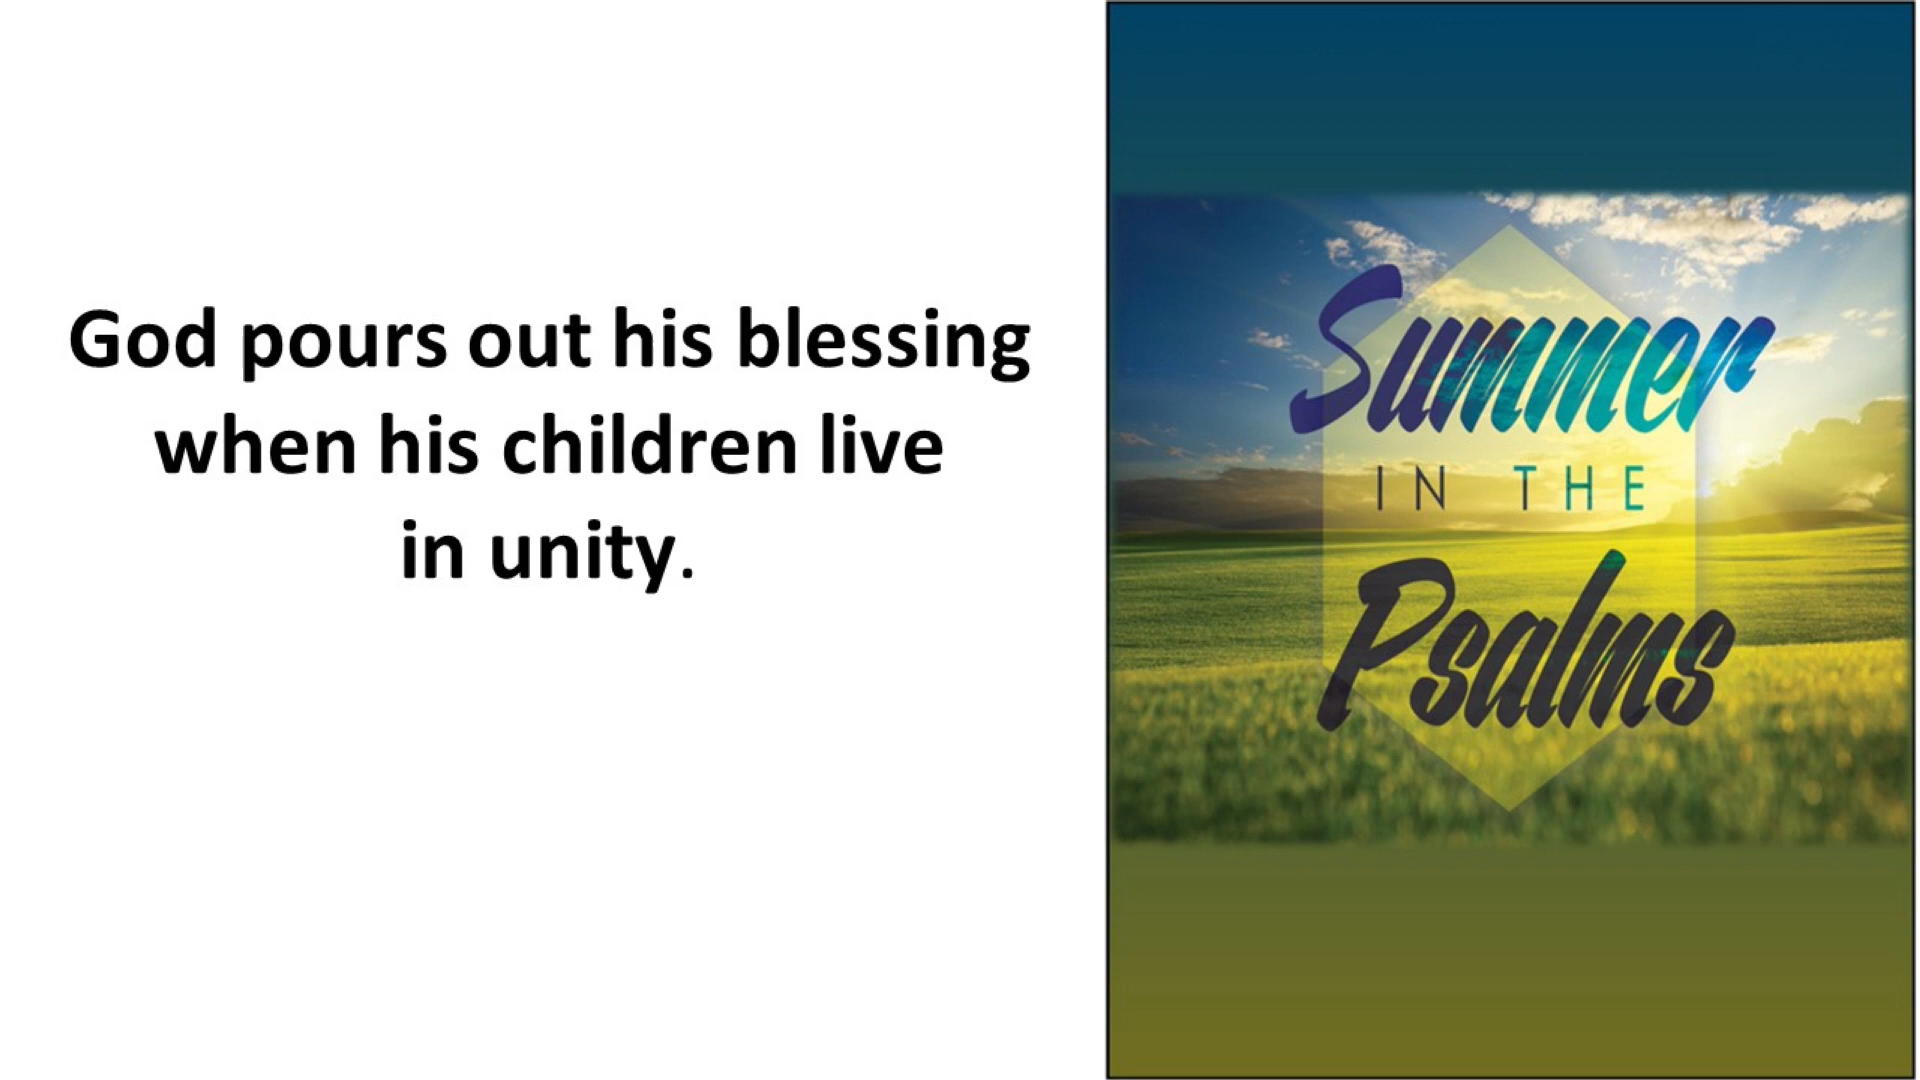 God pours out his blessing
when his children live
in unity.
Summer
IN THE
Psalms